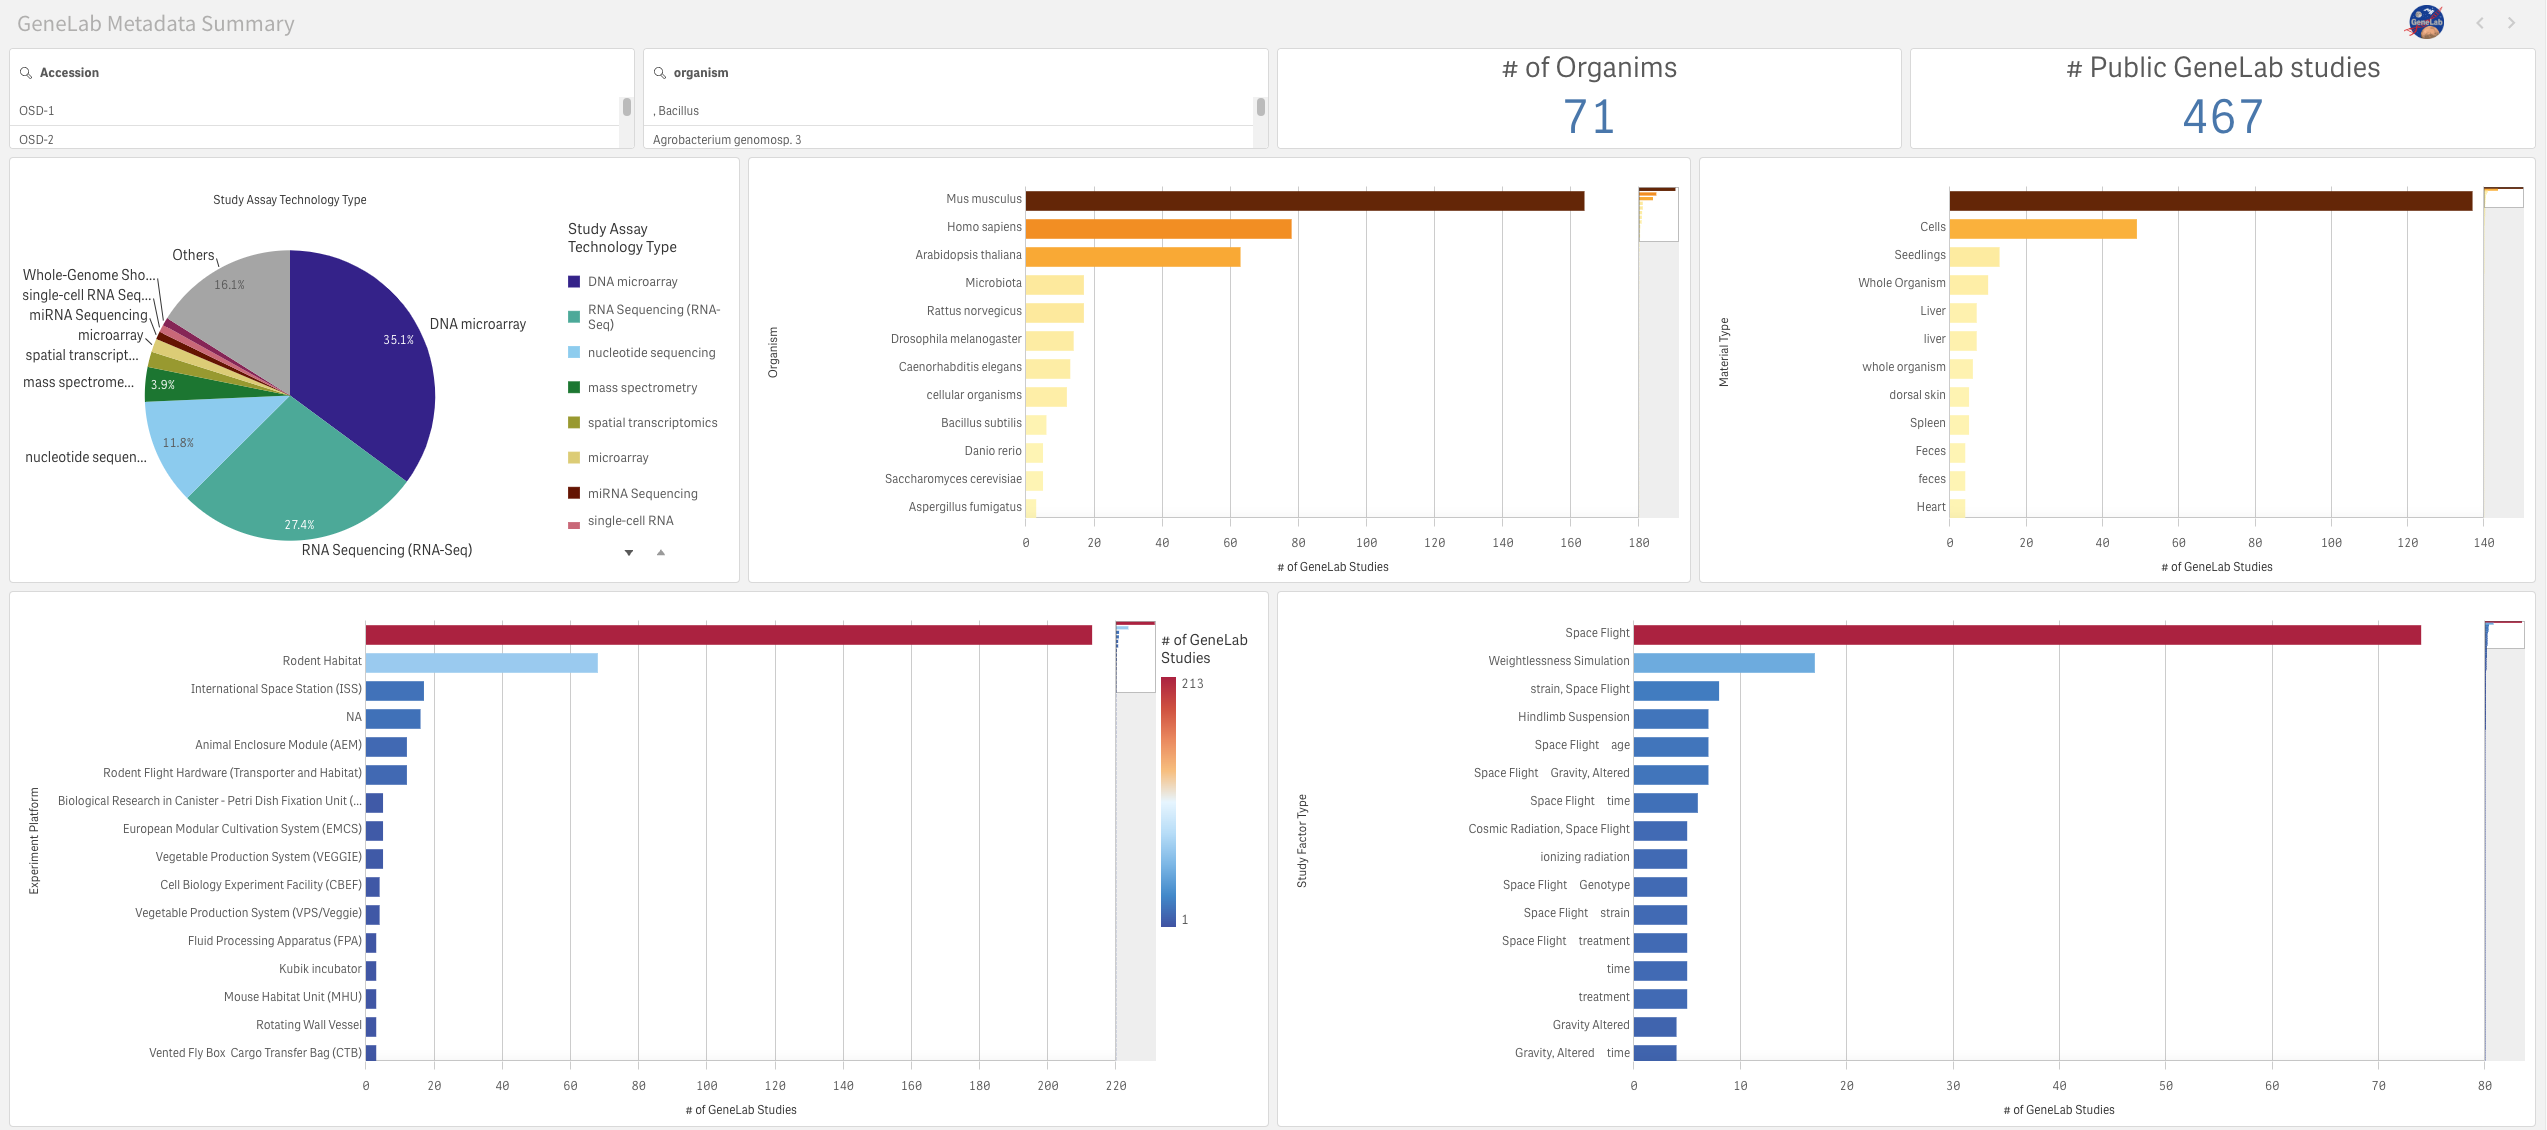 GeneLab Metadata Summary
GeneLab
Accession
OSD-1
OSD-2
organism
, Bacillus
Agrobacterium genomosp. 3
# of Organims
71
# Public GeneLab studies
467
Study Assay Technology Type
Others
Whole-Genome Sho...
single-cell RNA Seq...
miRNA Sequencing
microarray
spatial transcript...
mass spectrome...
nucleotide sequen...
RNA Sequencing (RNA-Seq)
DNA microarray
16.1%
35.1%
3.9%
11.8%
27.4%
Study Assay
Technology Type
DNA microarray
RNA Sequencing (RNA-
Seq)
nucleotide sequencing
mass spectrometry
spatial transcriptomics
microarray
miRNA Sequencing
single-cell RNA
Organism
Mus musculus
Homo sapiens
Arabidopsis thaliana
Microbiota
Rattus norvegicus
Drosophila melanogaster
Caenorhabditis elegans
cellular organisms
Bacillus subtilis
Danio rerio
Saccharomyces cerevisiae
Aspergillus fumigatus
0 20 40 60 80 100 120 140 160 180
# of GeneLab Studies
Material Type
Cells
Seedlings
Whole Organism
Liver
liver
whole organism
dorsal skin
Spleen
Feces
feces
Heart
0 20 40 60 80 100 120 140
# of GeneLab Studies
Experiment Platform
Rodent Habitat
International Space Station (ISS)
NA
Animal Enclosure Module (AEM)
Rodent Flight Hardware (Transporter and Habitat)
Biological Research in Canister - Petri Dish Fixation Unit (...
European Modular Cultivation System (EMCS)
Vegetable Production System (VEGGIE)
Cell Biology Experiment Facility (CBEF)
Vegetable Production System (VPS/Veggie)
Fluid Processing Apparatus (FPA)
Kubik incubator
Mouse Habitat Unit (MHU)
Rotating Wall Vessel
Vented Fly Box Cargo Transfer Bag (CTB)
0 20 40 60 80 100 120 140 160 180 200 220
# of GeneLab Studies
# of GeneLab
Studies
213
1
Study Factor Type
Space Flight
Weightlessness Simulation
strain, Space Flight
Hindlimb Suspension
Space Flight age
Space Flight Gravity, Altered
Space Flight time
Cosmic Radiation, Space Flight
ionizing radiation
Space Flight Genotype
Space Flight strain
Space Flight treatment
time
treatment
Gravity Altered
Gravity, Altered time
0 10 20 30 40 50 60 70 80
# of GeneLab Studies